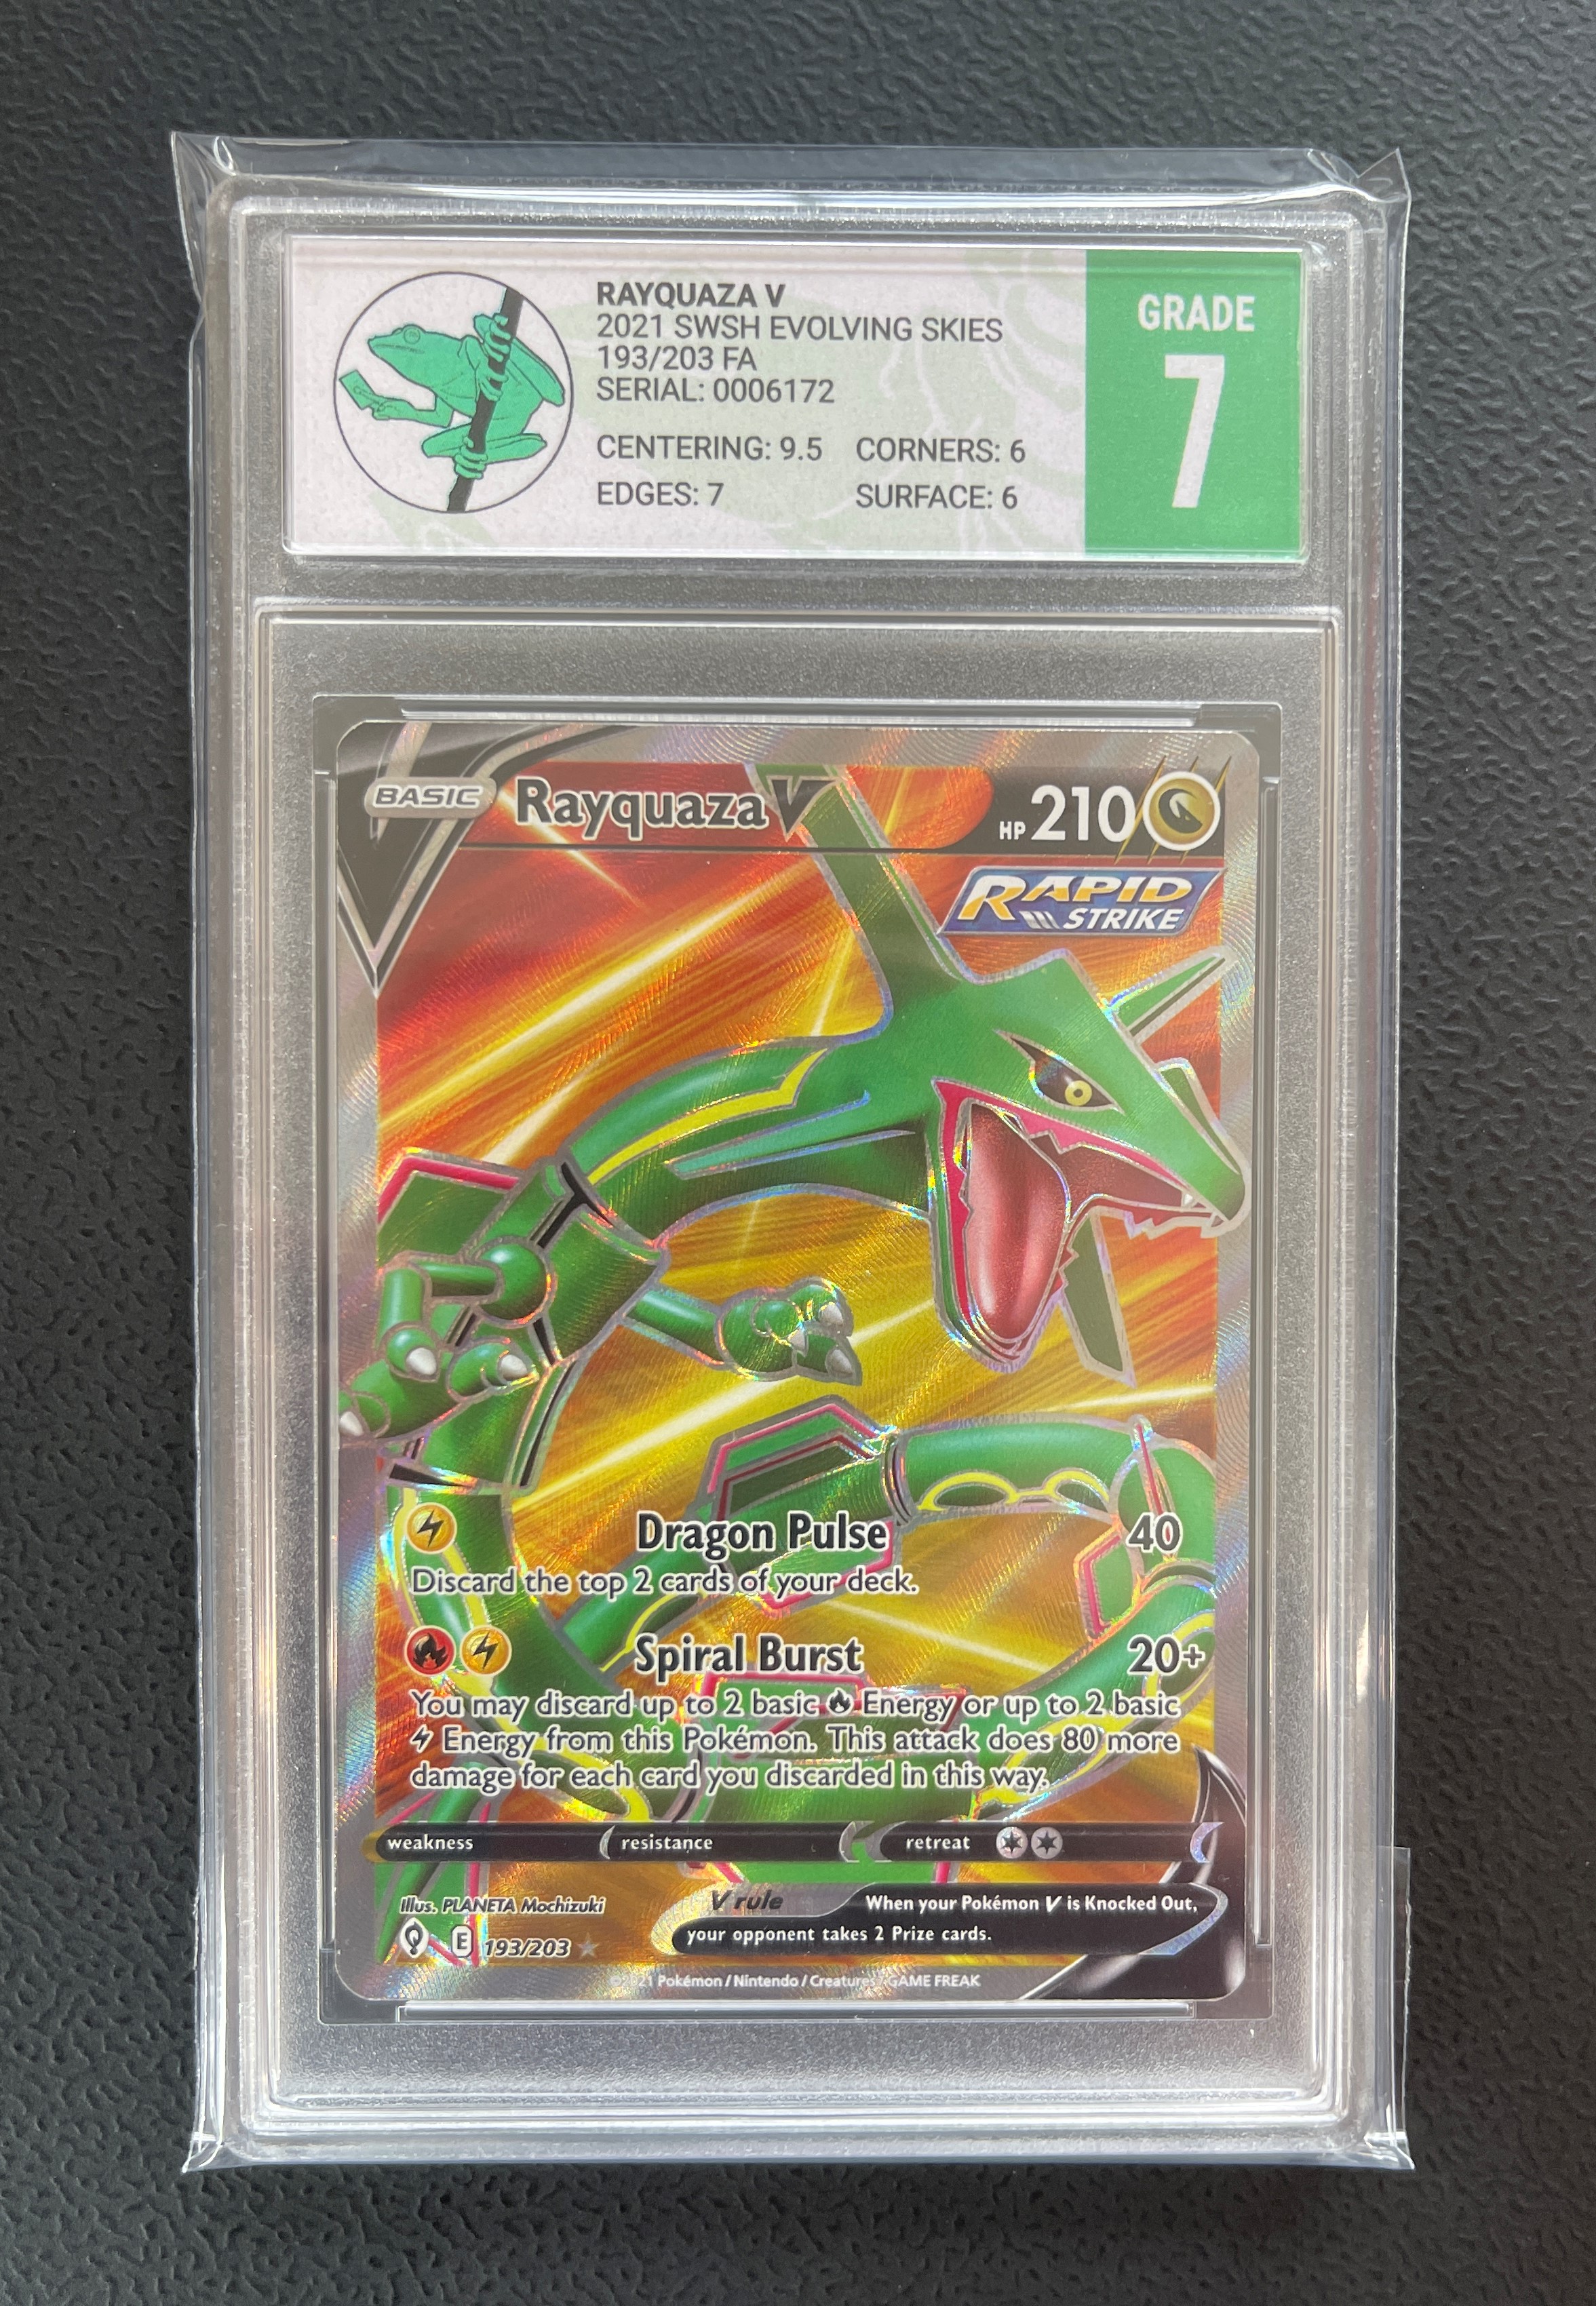 RAYQUAZA V
2021 SWSH EVOLVING SKIES
193/203 FA
SERIAL: 0006172
CENTERING: 9.5 CORNERS: 6
EDGES: 7 SURFACE: 6
GRADE
7
BASIC Rayquaza V HP 210
RAPID
STRIKE
Dragon Pulse 40
Discard the top 2 cards of your deck.
Spiral Burst 20+
You may discard up to 2 basic Energy or up to 2 basic
Energy from this Pokémon. This attack does 80 more
damage for each card you discarded in this way.
weakness resistance retreat
Illus. PLANETA Mochizuki
V rule When your Pokémon V is Knocked Out,
your opponent takes 2 Prize cards.
E 193/203
©2021 Pokémon / Nintendo / Creatures / GAME FREAK